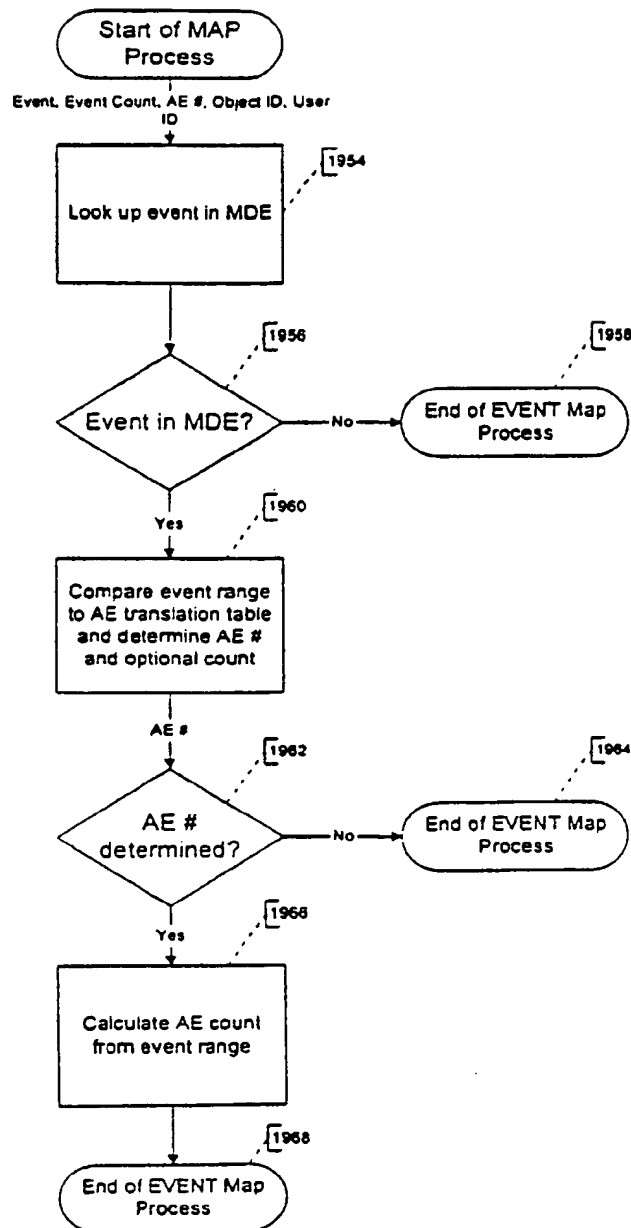 Start of MAP
Process
Event, Event Count, AE #, Object ID, User
ID
1954
Look up event in MDE
1956
1958
Event in MDE?
No
End of EVENT Map
Process
Yes
1960
Compare event range
to AE translation table
and determine AE #
and optional count
AE #
1962
1964
AE #
determined?
No
End of EVENT Map
Process
Yes
1966
Calculate AE count
from event range
1968
End of EVENT Map
Process